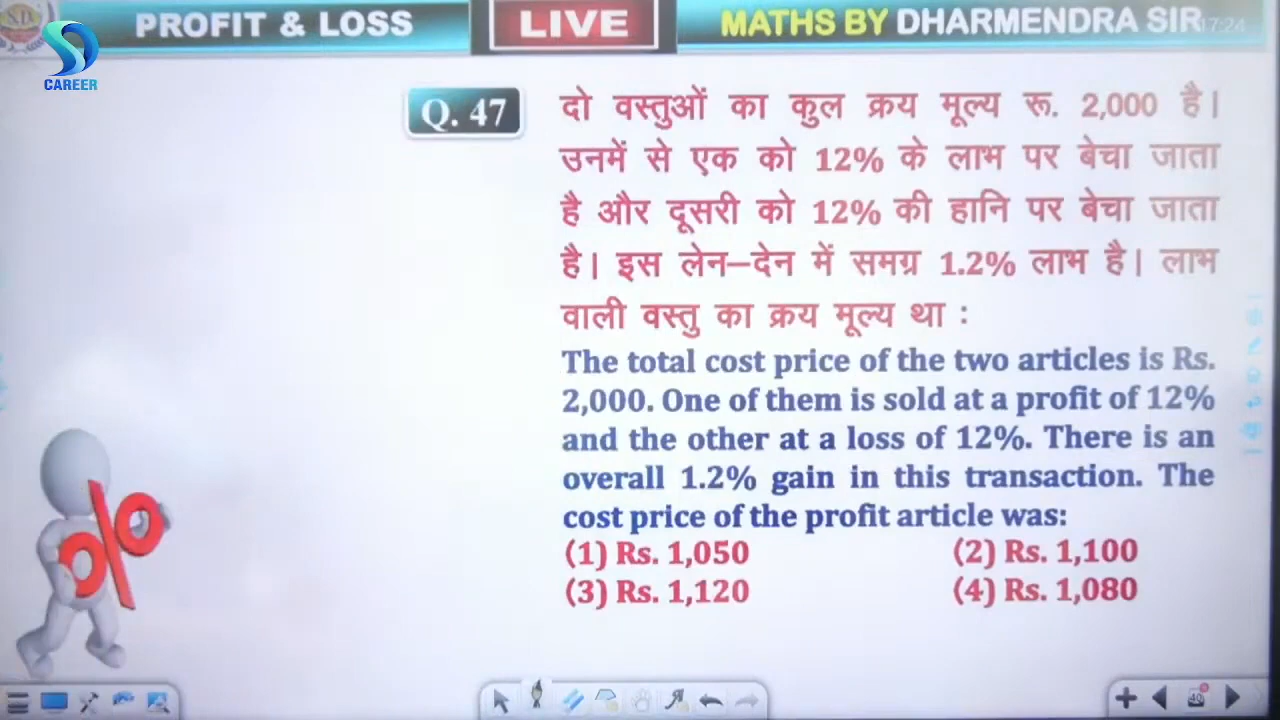 PROFIT & LOSS
LIVE
MATHS BY DHARMENDRA SIR
17:24
CAREER
Q. 47
दो वस्तुओं का कुल क्रय मूल्य रू. 2,000 है।
उनमें से एक को 12% के लाभ पर बेचा जाता
है और दूसरी को 12% की हानि पर बेचा जाता
है। इस लेन–देन में समग्र 1.2% लाभ है। लाभ
वाली वस्तु का क्रय मूल्य था :
The total cost price of the two articles is Rs.
2,000. One of them is sold at a profit of 12%
and the other at a loss of 12%. There is an
overall 1.2% gain in this transaction. The
cost price of the profit article was:
(1) Rs. 1,050 (2) Rs. 1,100
(3) Rs. 1,120 (4) Rs. 1,080